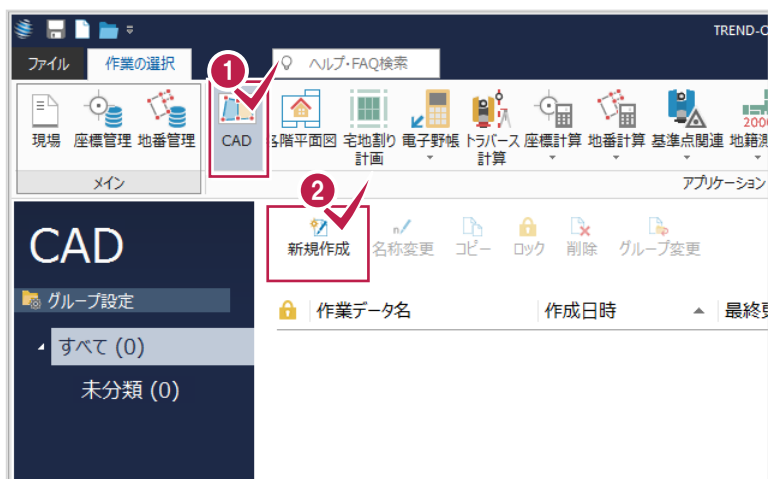 TREND-O
ファイル 作業の選択 ヘルプ・FAQ検索
1
現場 座標管理 地番管理 CAD 各階平面図 宅地割り計画 電子野帳 トラバース計算 座標計算 地番計算 基準点関連 地籍測
2000
メイン アプリケーション
2
CAD
新規作成 名称変更 コピー ロック 削除 グループ変更
グループ設定
作業データ名 作成日時 最終更
すべて (0)
未分類 (0)